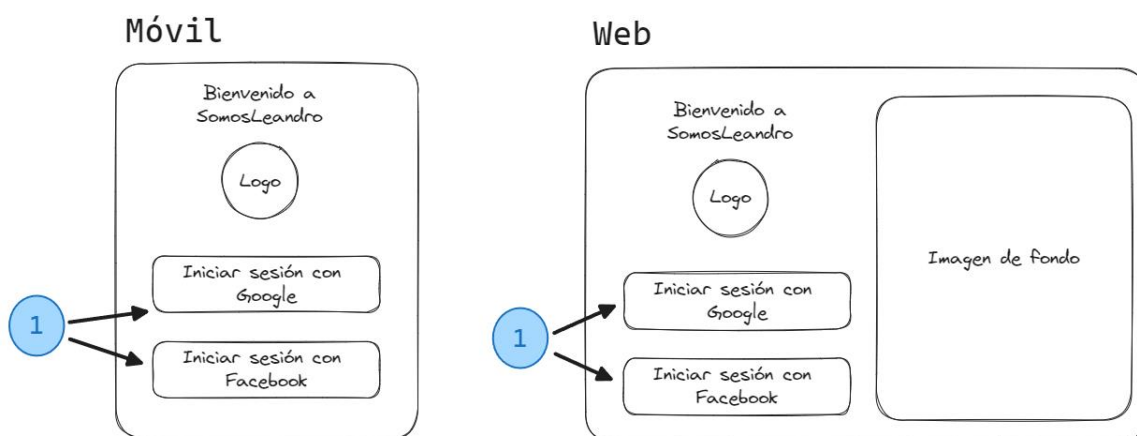 Móvil
Bienvenido a
SomosLeandro
Logo
Iniciar sesión con
Google
1
Iniciar sesión con
Facebook
Web
Bienvenido a
SomosLeandro
Logo
Iniciar sesión con
Google
1
Iniciar sesión con
Facebook
Imagen de fondo